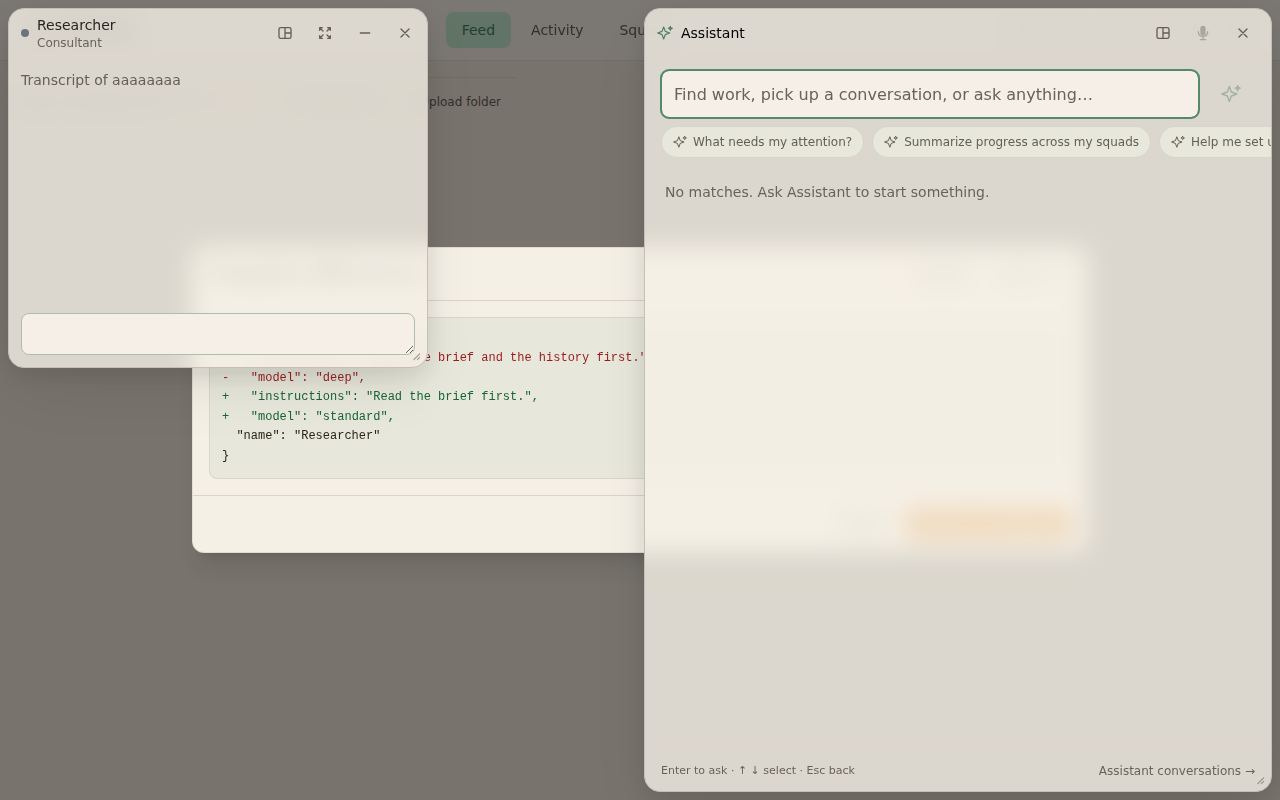 Researcher
Consultant
Transcript of aaaaaaaa
Feed
Activity
Squ
pload folder
e brief and the history first."
-   "model": "deep",
+   "instructions": "Read the brief first.",
+   "model": "standard",
"name": "Researcher"
}
Assistant
Find work, pick up a conversation, or ask anything…
What needs my attention?
Summarize progress across my squads
Help me set u
No matches. Ask Assistant to start something.
Enter to ask · ↑ ↓ select · Esc back
Assistant conversations →